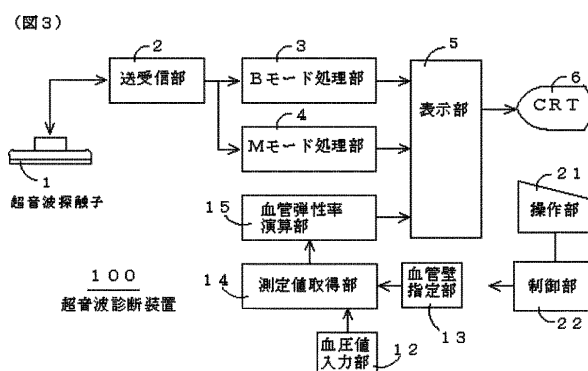 (図3)
2
送受信部
3
Bモード処理部
4
Mモード処理部
5
表示部
6
CRT
1
超音波探触子
15
血管弾性率
演算部
21
操作部
100
超音波診断装置
14
測定値取得部
血管壁
指定部
13
制御部
22
血圧値
入力部
12